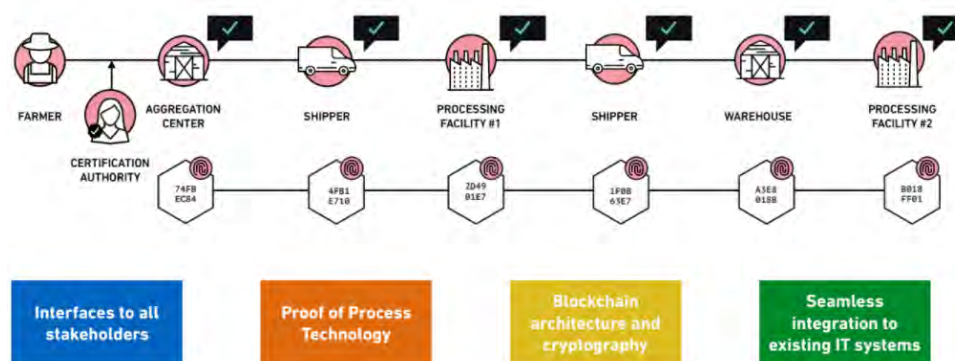 FARMER
CERTIFICATION
AUTHORITY
AGGREGATION
CENTER
SHIPPER
PROCESSING
FACILITY #1
SHIPPER
WAREHOUSE
PROCESSING
FACILITY #2
74FB
EC84
4FB1
E710
2D49
01E7
1F0B
63E7
A3E8
018B
B018
FF01
Interfaces to all
stakeholders
Proof of Process
Technology
Blockchain
architecture and
cryptography
Seamless
integration to
existing IT systems